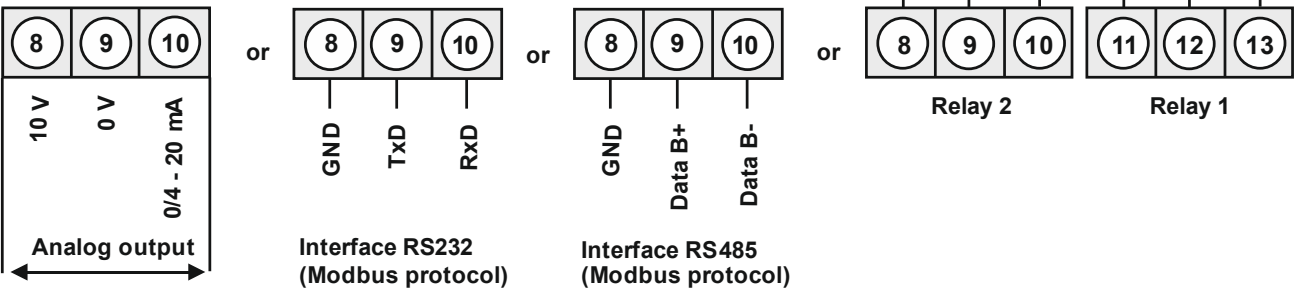 8 9 10 or 8 9 10 or 8 9 10 or 8 9 10 11 12 13
10 V
0 V
0/4 - 20 mA
GND
TxD
RxD
GND
Data B+
Data B-
Relay 2
Relay 1
Analog output
Interface RS232
(Modbus protocol)
Interface RS485
(Modbus protocol)